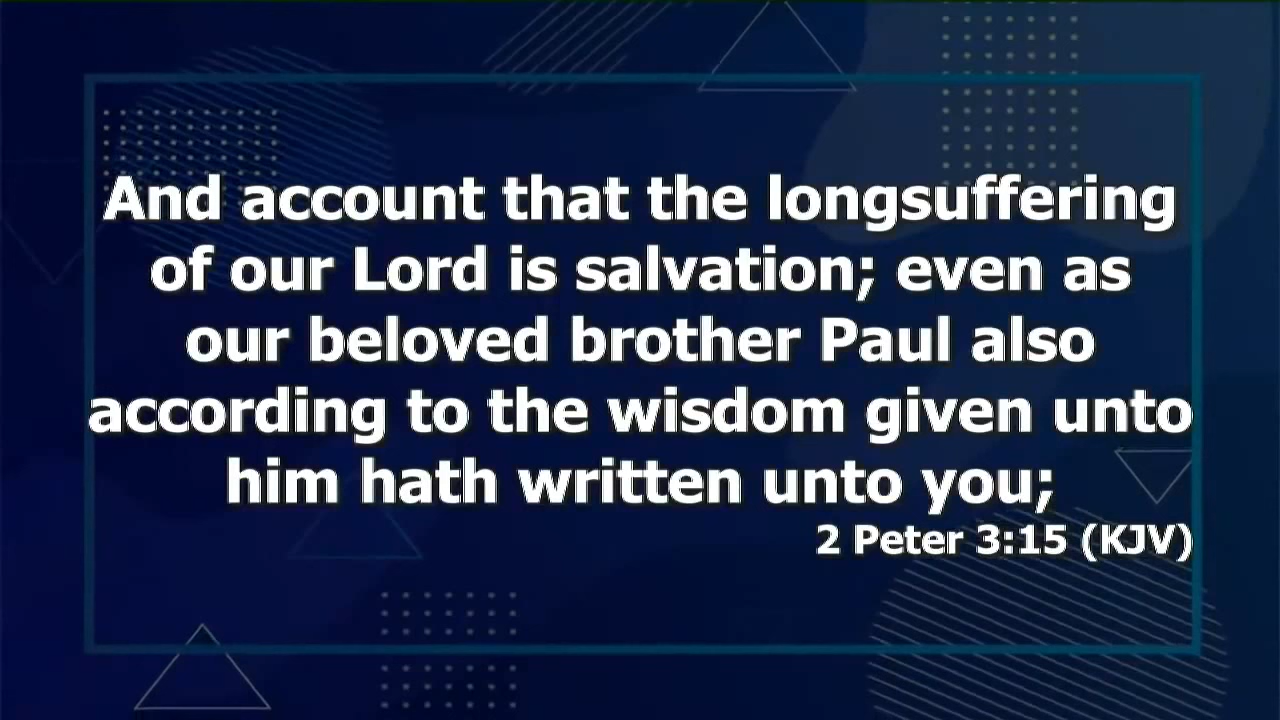 And account that the longsuffering
of our Lord is salvation; even as
our beloved brother Paul also
according to the wisdom given unto
him hath written unto you;
2 Peter 3:15 (KJV)